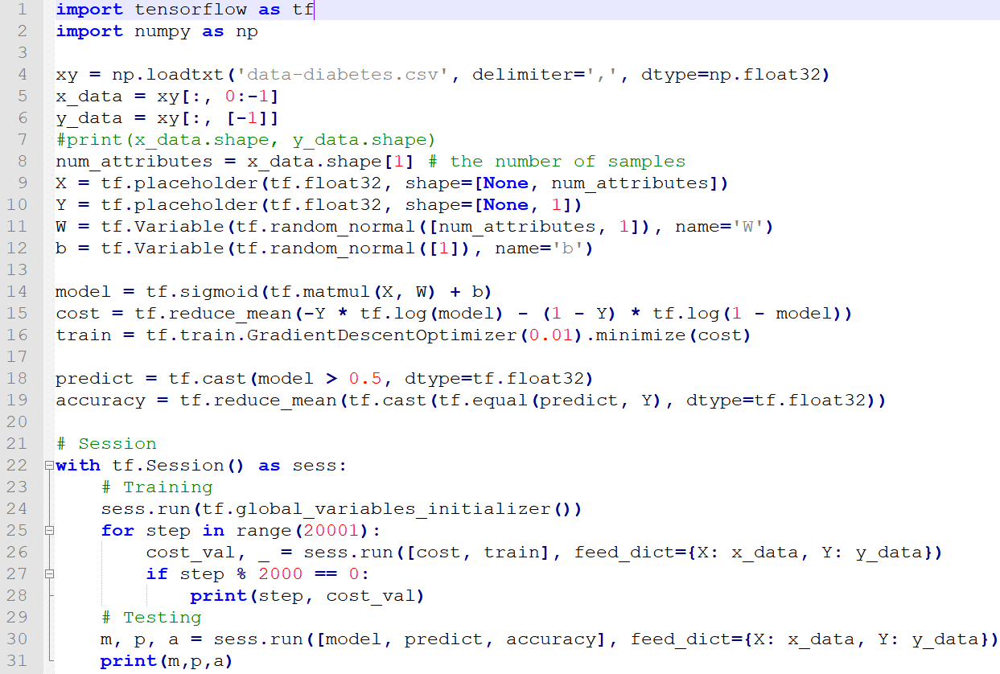 1 import tensorflow as tf
2 import numpy as np
3
4 xy = np.loadtxt('data-diabetes.csv', delimiter=',', dtype=np.float32)
5 x_data = xy[:, 0:-1]
6 y_data = xy[:, [-1]]
7 #print(x_data.shape, y_data.shape)
8 num_attributes = x_data.shape[1] # the number of samples
9 X = tf.placeholder(tf.float32, shape=[None, num_attributes])
10 Y = tf.placeholder(tf.float32, shape=[None, 1])
11 W = tf.Variable(tf.random_normal([num_attributes, 1]), name='W')
12 b = tf.Variable(tf.random_normal([1]), name='b')
13
14 model = tf.sigmoid(tf.matmul(X, W) + b)
15 cost = tf.reduce_mean(-Y * tf.log(model) - (1 - Y) * tf.log(1 - model))
16 train = tf.train.GradientDescentOptimizer(0.01).minimize(cost)
17
18 predict = tf.cast(model > 0.5, dtype=tf.float32)
19 accuracy = tf.reduce_mean(tf.cast(tf.equal(predict, Y), dtype=tf.float32))
20
21 # Session
22 with tf.Session() as sess:
23     # Training
24     sess.run(tf.global_variables_initializer())
25     for step in range(20001):
26         cost_val, _ = sess.run([cost, train], feed_dict={X: x_data, Y: y_data})
27         if step % 2000 == 0:
28             print(step, cost_val)
29     # Testing
30     m, p, a = sess.run([model, predict, accuracy], feed_dict={X: x_data, Y: y_data})
31     print(m,p,a)